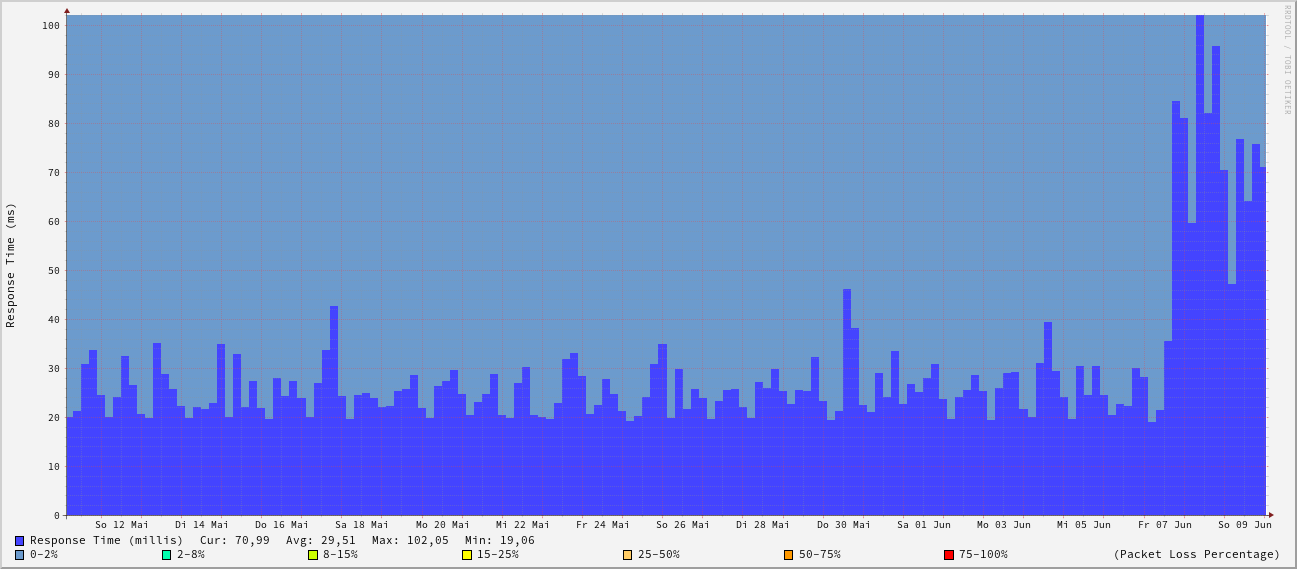 RRDTOOL / TOBI OETIKER
Response Time (ms)
100
90
80
70
60
50
40
30
20
10
0
So 12 Mai Di 14 Mai Do 16 Mai Sa 18 Mai Mo 20 Mai Mi 22 Mai Fr 24 Mai So 26 Mai Di 28 Mai Do 30 Mai Sa 01 Jun Mo 03 Jun Mi 05 Jun Fr 07 Jun So 09 Jun
Response Time (millis) Cur: 70,99 Avg: 29,51 Max: 102,05 Min: 19,06
0-2% 2-8% 8-15% 15-25% 25-50% 50-75% 75-100% (Packet Loss Percentage)